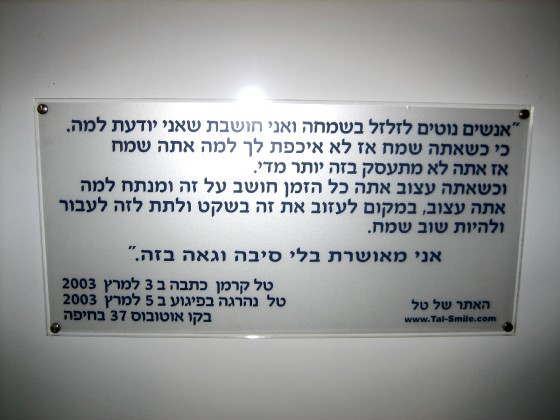 "אנשים נוטים לזלזל בשמחה ואני חושבת שאני יודעת למה.
כי כשאתה שמח אז לא איכפת לך למה אתה שמח
אז אתה לא מתעסק בזה יותר מדי.
וכשאתה עצוב אתה כל הזמן חושב על זה ומנתח למה
אתה עצוב, במקום לעזוב את זה בשקט ולתת לזה לעבור
ולהיות שוב שמח.
אני מאושרת בלי סיבה וגאה בזה."
טל קרמן כתבה ב 3 למרץ 2003
טל נהרגה בפיגוע ב 5 למרץ 2003
בקו אוטובוס 37 בחיפה
האתר של טל
www.Tal-Smile.com